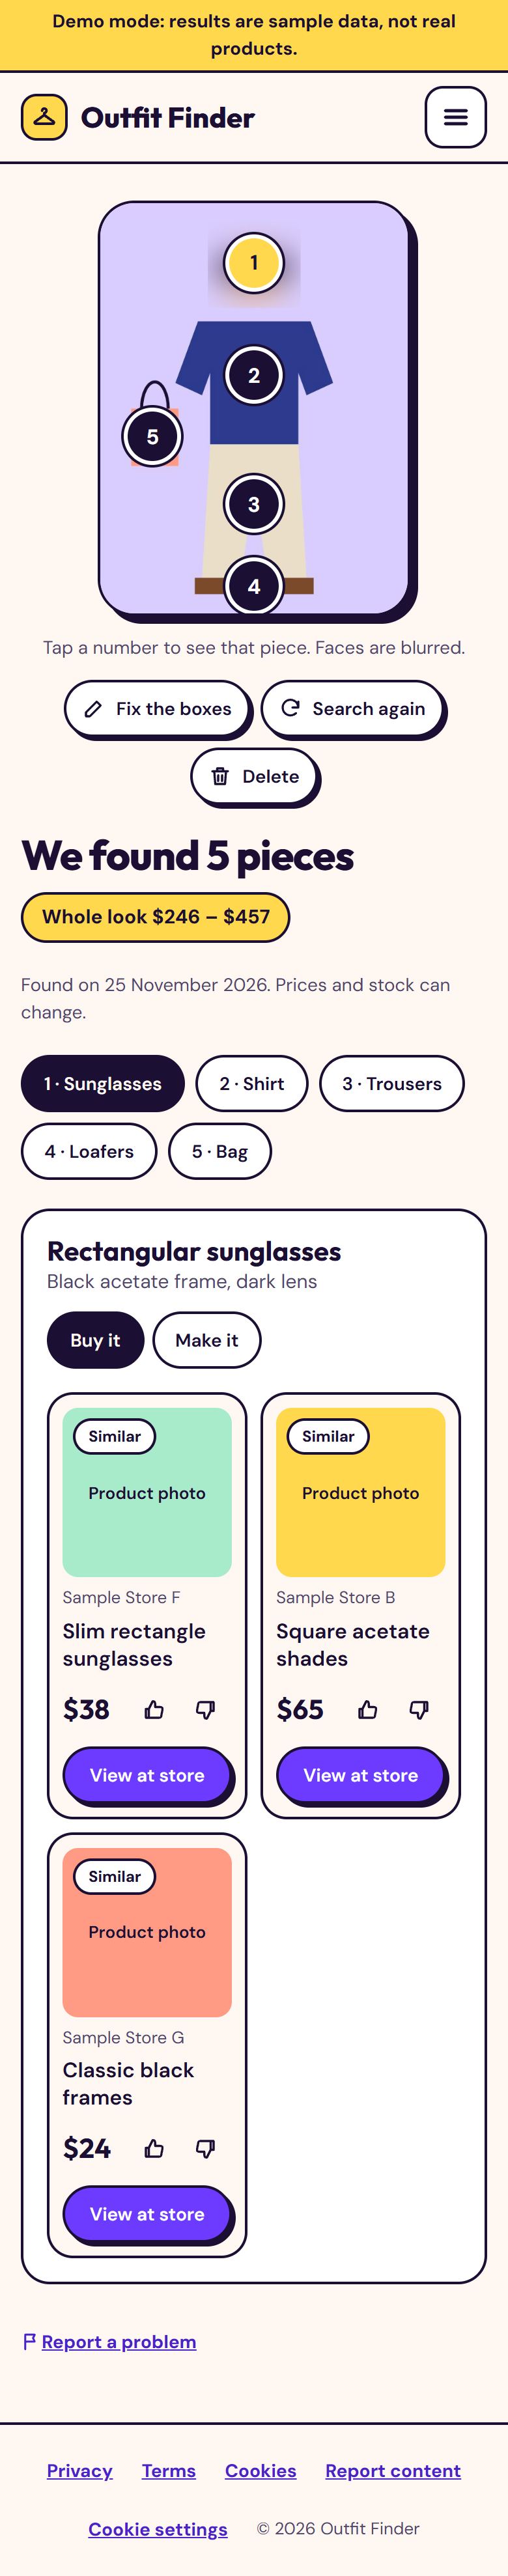 Demo mode: results are sample data, not real
products.
Outfit Finder
1
2
5
3
4
Tap a number to see that piece. Faces are blurred.
Fix the boxes
Search again
Delete
We found 5 pieces
Whole look $246 – $457
Found on 25 November 2026. Prices and stock can
change.
1 · Sunglasses
2 · Shirt
3 · Trousers
4 · Loafers
5 · Bag
Rectangular sunglasses
Black acetate frame, dark lens
Buy it
Make it
Similar
Product photo
Sample Store F
Slim rectangle
sunglasses
$38
View at store
Similar
Product photo
Sample Store B
Square acetate
shades
$65
View at store
Similar
Product photo
Sample Store G
Classic black
frames
$24
View at store
Report a problem
Privacy
Terms
Cookies
Report content
Cookie settings
© 2026 Outfit Finder